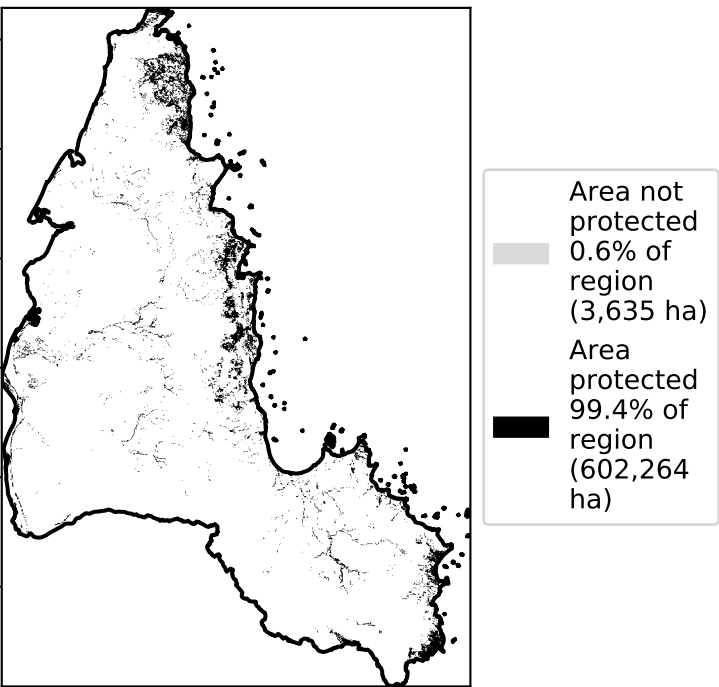 Area not
protected
0.6% of
region
(3,635 ha)
Area
protected
99.4% of
region
(602,264
ha)